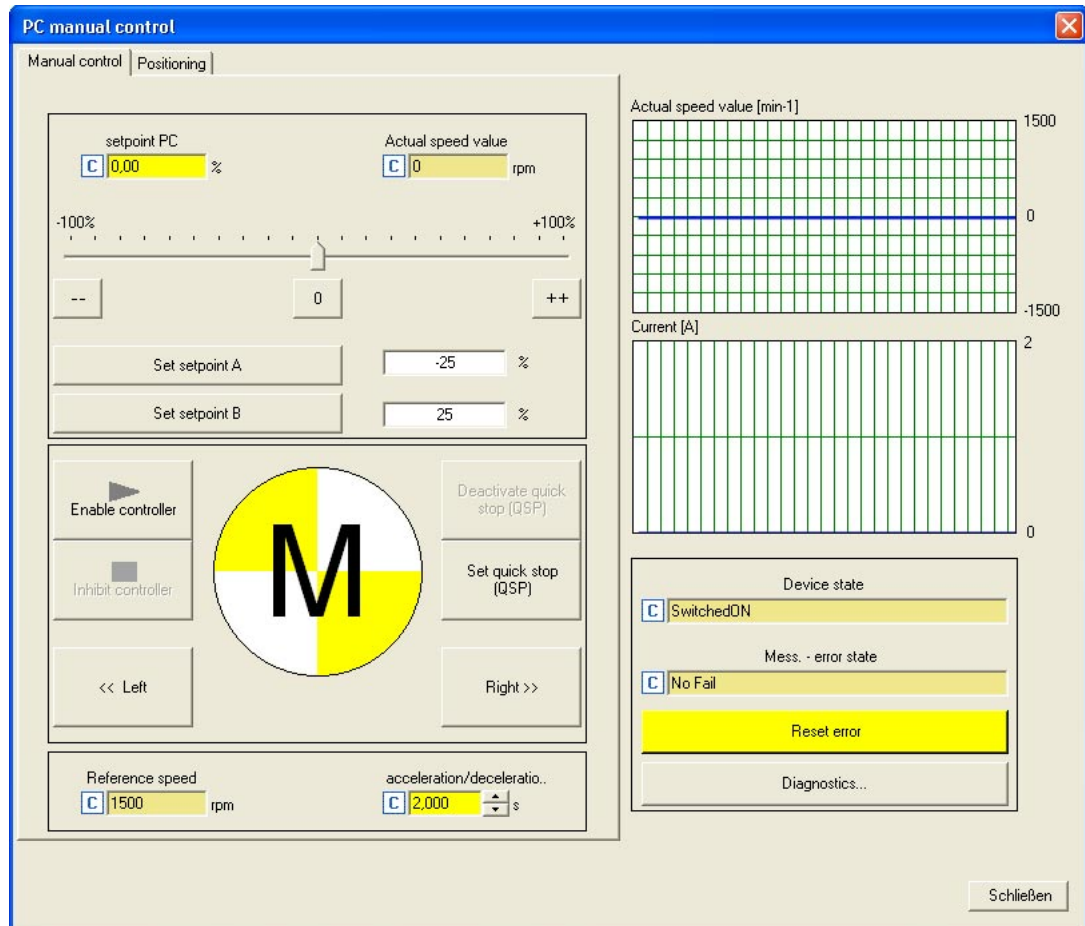 PC manual control
Manual control
Positioning
setpoint PC
C 0,00 %
Actual speed value
C 0 rpm
-100%
+100%
--
0
++
Set setpoint A
-25 %
Set setpoint B
25 %
Enable controller
Inhibit controller
M
Deactivate quick
stop (QSP)
Set quick stop
(QSP)
<< Left
Right >>
Reference speed
C 1500 rpm
acceleration/deceleratio..
C 2,000 s
Actual speed value [min-1]
1500
0
-1500
Current [A]
2
0
Device state
C SwitchedON
Mess. - error state
C No Fail
Reset error
Diagnostics...
Schließen